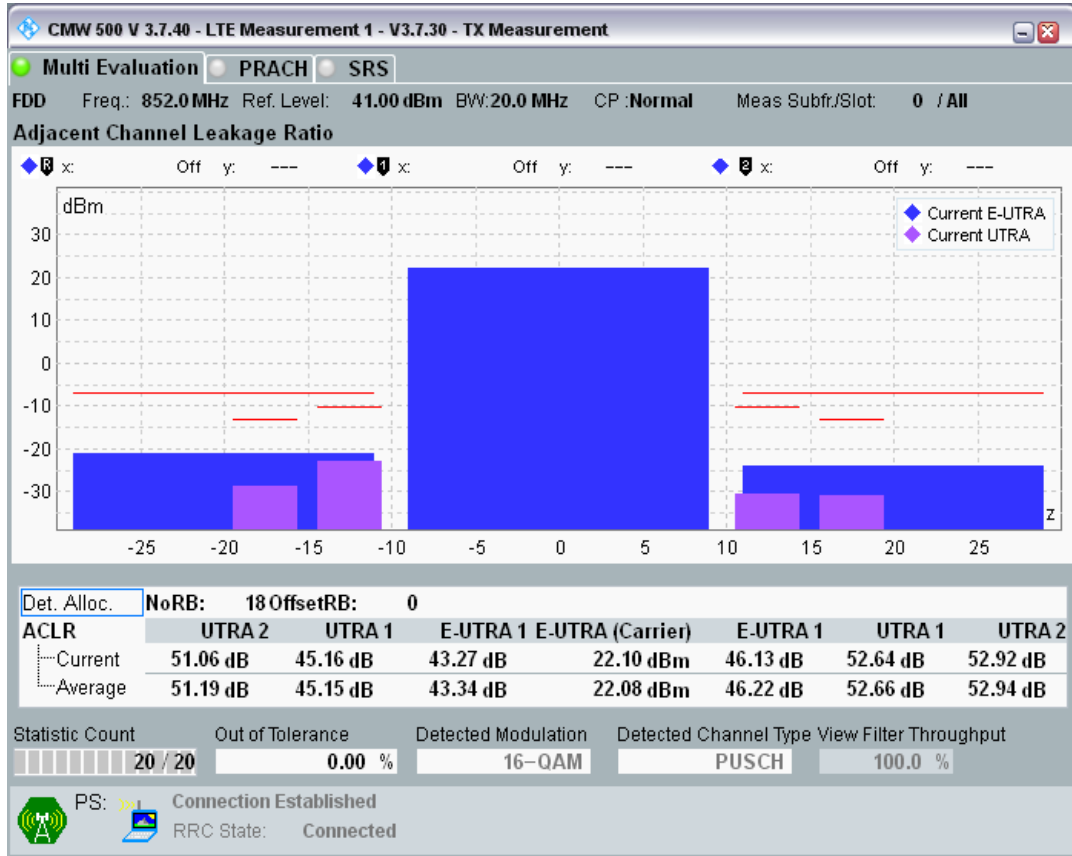 CMW 500 V 3.7.40 - LTE Measurement 1 - V3.7.30 - TX Measurement
Multi Evaluation PRACH SRS
FDD Freq.: 852.0 MHz Ref. Level: 41.00 dBm BW: 20.0 MHz CP : Normal Meas Subfr./Slot: 0 / All
Adjacent Channel Leakage Ratio
R x: Off y: --- 1 x: Off y: --- 2 x: Off y: ---
dBm
Current E-UTRA
Current UTRA
30
20
10
0
-10
-20
-30
z
-25 -20 -15 -10 -5 0 5 10 15 20 25
Det. Alloc. NoRB: 18 OffsetRB: 0
ACLR UTRA 2 UTRA 1 E-UTRA 1 E-UTRA (Carrier) E-UTRA 1 UTRA 1 UTRA 2
Current 51.06 dB 45.16 dB 43.27 dB 22.10 dBm 46.13 dB 52.64 dB 52.92 dB
Average 51.19 dB 45.15 dB 43.34 dB 22.08 dBm 46.22 dB 52.66 dB 52.94 dB
Statistic Count Out of Tolerance Detected Modulation Detected Channel Type View Filter Throughput
20 / 20 0.00 % 16-QAM PUSCH 100.0 %
PS: Connection Established
RRC State: Connected